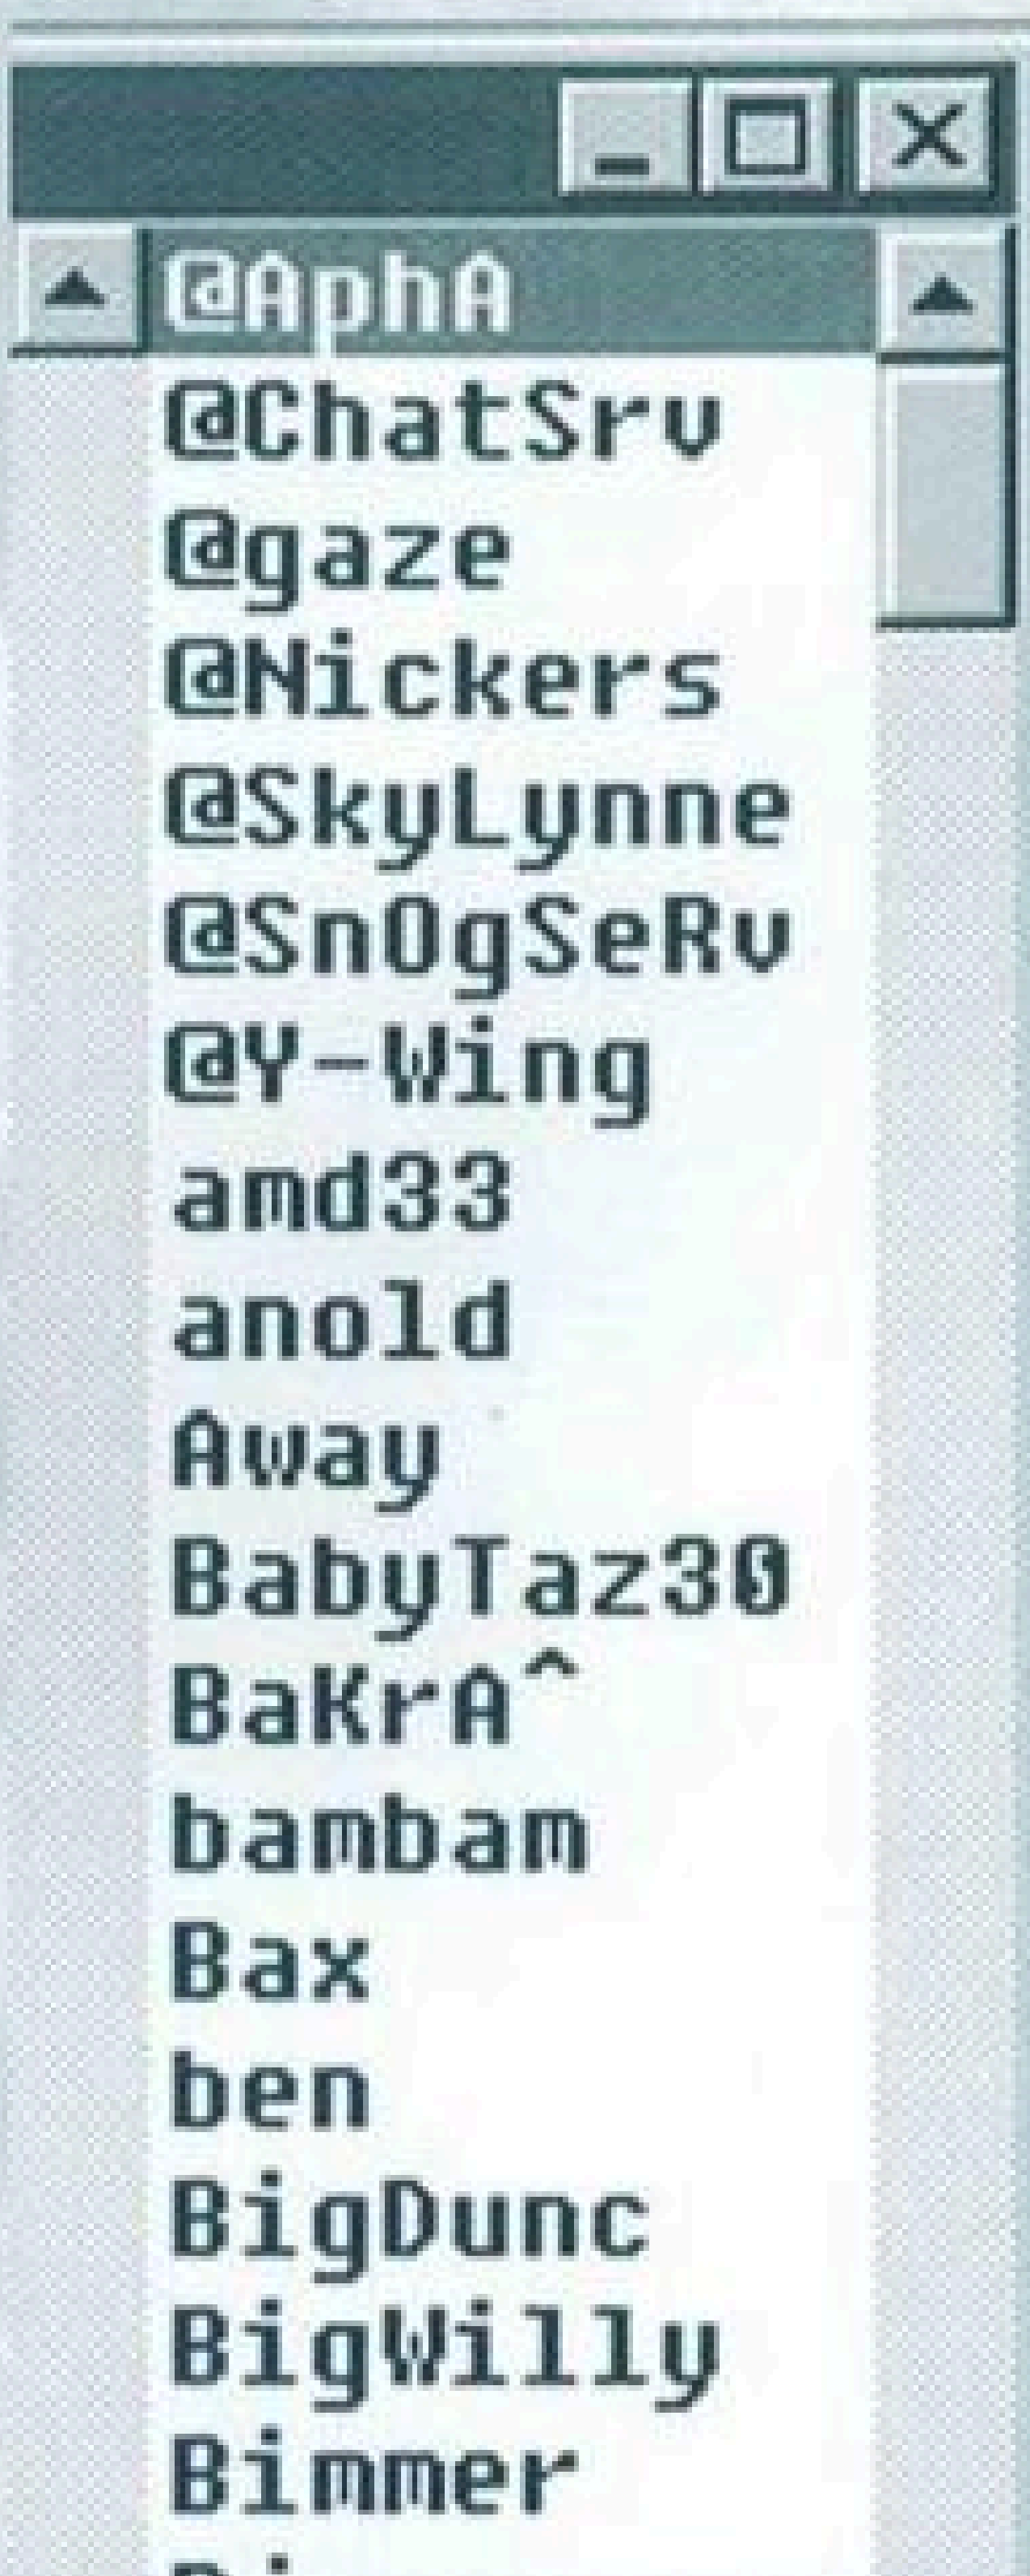 @AphA
@ChatSrv
@gaze
@Nickers
@SkyLynne
@SnOgSeRv
@Y-Wing
amd33
anold
Away
BabyTaz30
BaKrA^
bambam
Bax
ben
BigDunc
BigWilly
Bimmer